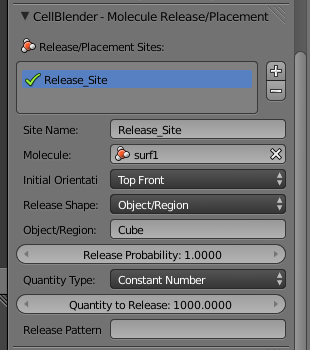 CellBlender - Molecule Release/Placement
Release/Placement Sites:
Release_Site
Site Name: Release_Site
Molecule: surf1
Initial Orientati Top Front
Release Shape: Object/Region
Object/Region: Cube
Release Probability: 1.0000
Quantity Type: Constant Number
Quantity to Release: 1000.0000
Release Pattern